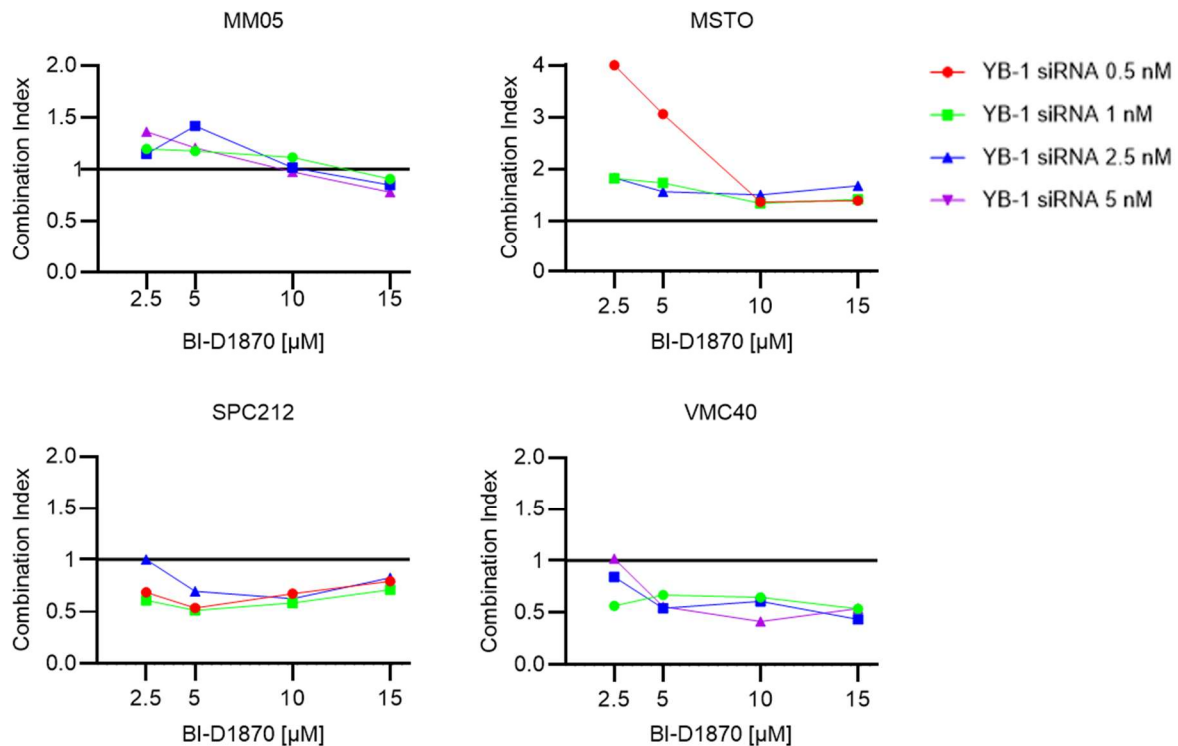 MM05
Combination Index
2.0
1.5
1
0.5
0.0
2.5 5 10 15
BI-D1870 [µM]
MSTO
Combination Index
4
3
2
1
0
2.5 5 10 15
BI-D1870 [µM]
YB-1 siRNA 0.5 nM
YB-1 siRNA 1 nM
YB-1 siRNA 2.5 nM
YB-1 siRNA 5 nM
SPC212
Combination Index
2.0
1.5
1
0.5
0.0
2.5 5 10 15
BI-D1870 [µM]
VMC40
Combination Index
2.0
1.5
1
0.5
0.0
2.5 5 10 15
BI-D1870 [µM]